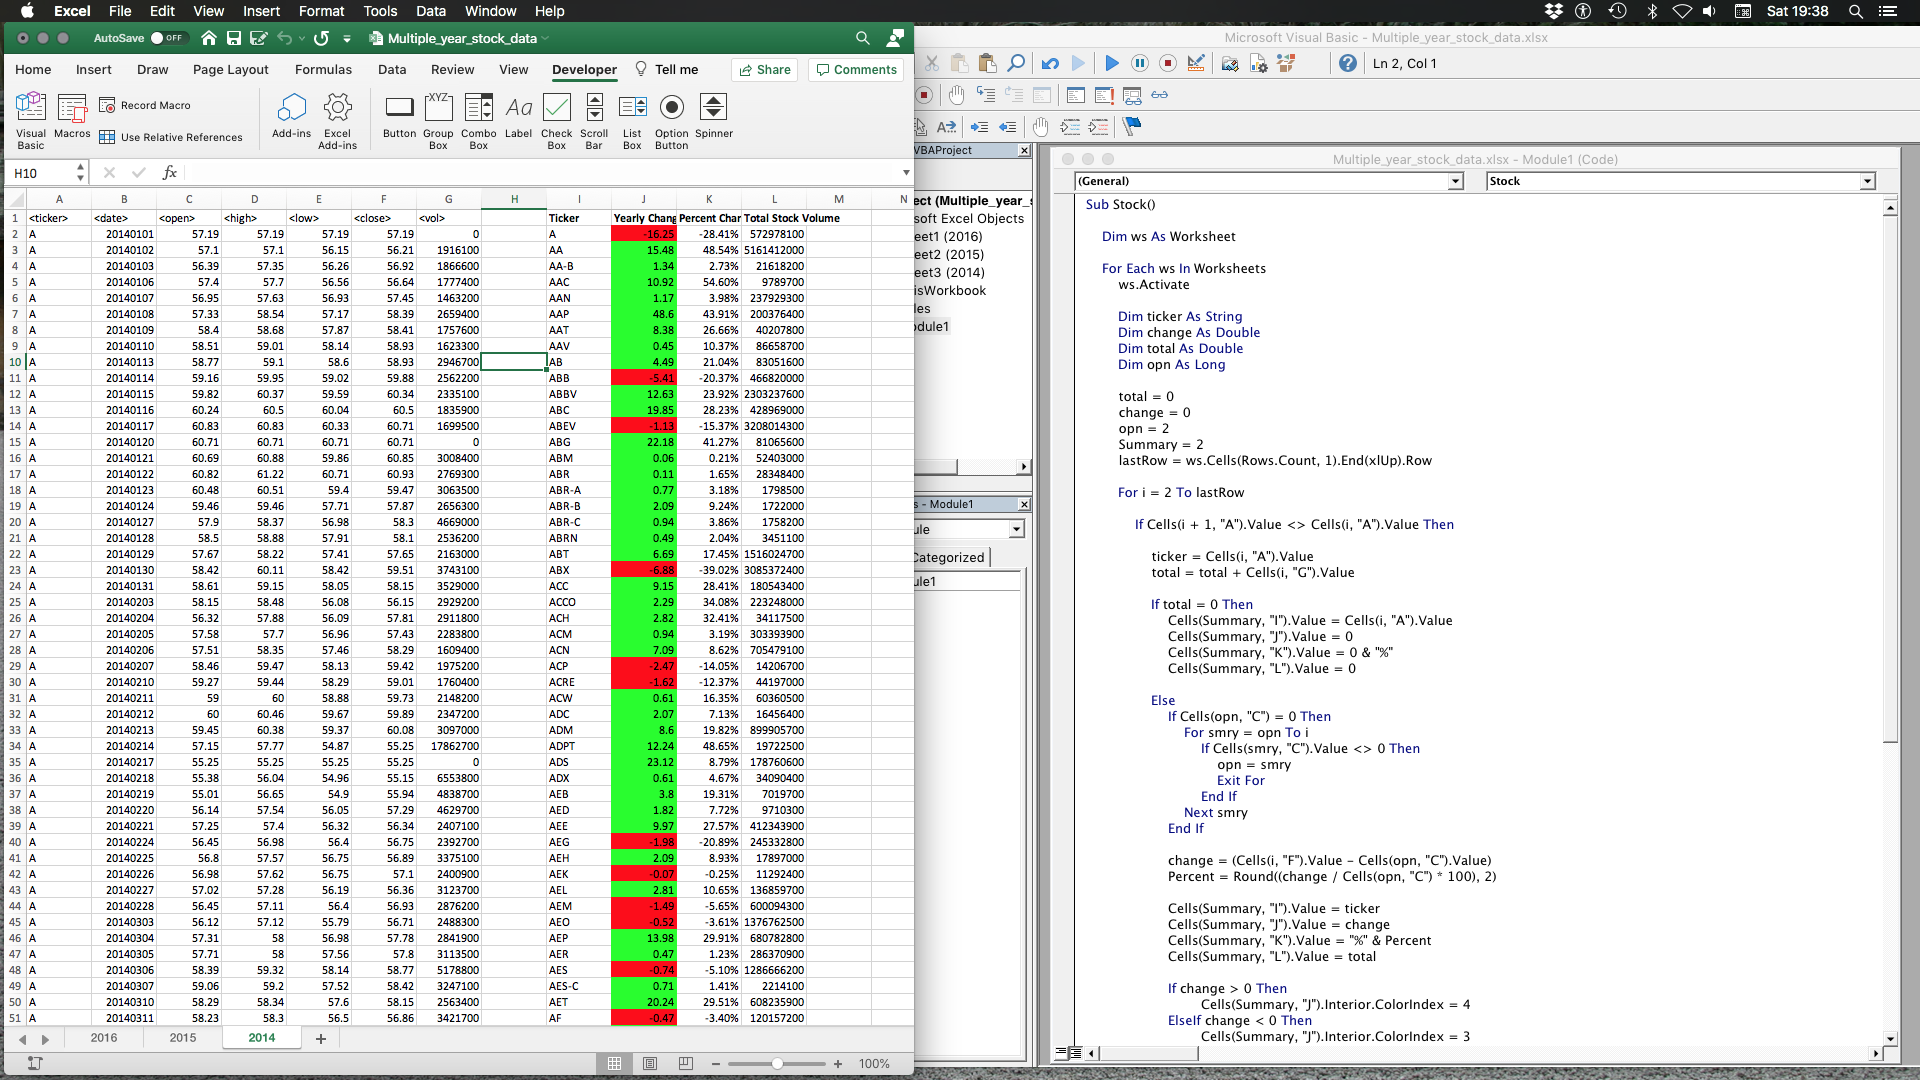 Excel File Edit View Insert Format Tools Data Window Help Sat 19:38
AutoSave OFF Multiple_year_stock_data
Home Insert Draw Page Layout Formulas Data Review View Developer Tell me Share Comments
Visual Basic Macros Record Macro Use Relative References Add-ins Excel Add-ins Button Group Box Combo Box Label Check Box Scroll Bar List Box Option Button Spinner
H10 fx
A B C D E F G H I J K L M N
1 <ticker> <date> <open> <high> <low> <close> <vol> Ticker Yearly Chang Percent Char Total Stock Volume
2 A 20140101 57.19 57.19 57.19 57.19 0 A -16.25 -28.41% 572978100
3 A 20140102 57.1 57.1 56.15 56.21 1916100 AA 15.48 48.54% 5161412000
4 A 20140103 56.39 57.35 56.26 56.92 1866600 AA-B 1.34 2.73% 21618200
5 A 20140106 57.4 57.7 56.56 56.64 1777400 AAC 10.92 54.60% 9789700
6 A 20140107 56.95 57.63 56.93 57.45 1463200 AAN 1.17 3.98% 237929300
7 A 20140108 57.33 58.54 57.17 58.39 2659400 AAP 48.6 43.91% 200376400
8 A 20140109 58.4 58.68 57.87 58.41 1757600 AAT 8.38 26.66% 40207800
9 A 20140110 58.51 59.01 58.14 58.93 1623300 AAV 0.45 10.37% 86658700
10 A 20140113 58.77 59.1 58.6 58.93 2946700 AB 4.49 21.04% 83051600
11 A 20140114 59.16 59.95 59.02 59.88 2562200 ABB -5.41 -20.37% 466820000
12 A 20140115 59.82 60.37 59.59 60.34 2335100 ABBV 12.63 23.92% 2303237600
13 A 20140116 60.24 60.5 60.04 60.5 1835900 ABC 19.85 28.23% 428969000
14 A 20140117 60.83 60.83 60.33 60.71 1699500 ABEV -1.13 -15.37% 3208014300
15 A 20140120 60.71 60.71 60.71 60.71 0 ABG 22.18 41.27% 81065600
16 A 20140121 60.69 60.88 59.86 60.85 3008400 ABM 0.06 0.21% 52403000
17 A 20140122 60.82 61.22 60.71 60.93 2769300 ABR 0.11 1.65% 28348400
18 A 20140123 60.48 60.51 59.4 59.47 3063500 ABR-A 0.77 3.18% 1798500
19 A 20140124 59.46 59.46 57.71 57.87 2656300 ABR-B 2.09 9.24% 1722000
20 A 20140127 57.9 58.37 56.98 58.3 4669000 ABR-C 0.94 3.86% 1758200
21 A 20140128 58.5 58.88 57.91 58.1 2536200 ABRN 0.49 2.04% 3451100
22 A 20140129 57.67 58.22 57.41 57.65 2163000 ABT 6.69 17.45% 1516024700
23 A 20140130 58.42 60.11 58.42 59.51 3743100 ABX -6.88 -39.02% 3085372400
24 A 20140131 58.61 59.15 58.05 58.15 3529000 ACC 9.15 28.41% 180543400
25 A 20140203 58.15 58.48 56.08 56.15 2929200 ACCO 2.29 34.08% 223248000
26 A 20140204 56.32 57.88 56.09 57.81 2911800 ACH 2.82 32.41% 34117500
27 A 20140205 57.58 57.7 56.96 57.43 2283800 ACM 0.94 3.19% 303393900
28 A 20140206 57.51 58.35 57.46 58.29 1609400 ACN 7.09 8.62% 705479100
29 A 20140207 58.46 59.47 58.13 59.42 1975200 ACP -2.47 -14.05% 14206700
30 A 20140210 59.27 59.44 58.29 59.01 1760400 ACRE -1.62 -12.37% 44197000
31 A 20140211 59 60 58.88 59.73 2148200 ACW 0.61 16.35% 60360500
32 A 20140212 60 60.46 59.67 59.89 2347200 ADC 2.07 7.13% 16456400
33 A 20140213 59.45 60.38 59.37 60.08 3097000 ADM 8.6 19.82% 899905700
34 A 20140214 57.15 57.77 54.87 55.25 17862700 ADPT 12.24 48.65% 19722500
35 A 20140217 55.25 55.25 55.25 55.25 0 ADS 23.12 8.79% 178760600
36 A 20140218 55.38 56.04 54.96 55.15 6553800 ADX 0.61 4.67% 34090400
37 A 20140219 55.01 56.65 54.9 55.94 4838700 AEB 3.8 19.31% 7019700
38 A 20140220 56.14 57.54 56.05 57.29 4629700 AED 1.82 7.72% 9710300
39 A 20140221 57.25 57.4 56.32 56.34 2407100 AEE 9.97 27.57% 412343900
40 A 20140224 56.45 56.98 56.4 56.75 2392700 AEG -1.98 -20.89% 245332800
41 A 20140225 56.8 57.57 56.75 56.89 3375100 AEH 2.09 8.93% 17897000
42 A 20140226 56.98 57.62 56.75 57.1 2400900 AEK -0.07 -0.25% 11292400
43 A 20140227 57.02 57.28 56.19 56.36 3123700 AEL 2.81 10.65% 136859700
44 A 20140228 56.45 57.11 56.4 56.93 2876200 AEM -1.49 -5.65% 600094300
45 A 20140303 56.12 57.12 55.79 56.71 2488300 AEO -0.52 -3.61% 1376762500
46 A 20140304 57.31 58 56.98 57.78 2841900 AEP 13.98 29.91% 680782800
47 A 20140305 57.71 58 57.56 57.8 3113500 AER 0.47 1.23% 286370900
48 A 20140306 58.39 59.32 58.14 58.77 5178800 AES -0.74 -5.10% 1286666200
49 A 20140307 59.06 59.2 57.52 58.42 3247100 AES-C 0.71 1.41% 2214100
50 A 20140310 58.29 58.34 57.6 58.15 2563400 AET 20.24 29.51% 608235900
51 A 20140311 58.23 58.3 56.5 56.86 3421700 AF -0.47 -3.40% 120157200
2016 2015 2014 +
100%
Microsoft Visual Basic - Multiple_year_stock_data.xlsx
Ln 2, Col 1
VBAProject
ect (Multiple_year_s
soft Excel Objects
eet1 (2016)
eet2 (2015)
eet3 (2014)
isWorkbook
les
dule1
s - Module1
ule
Categorized
ule1
Multiple_year_stock_data.xlsx - Module1 (Code)
(General) Stock
Sub Stock()
Dim ws As Worksheet
For Each ws In Worksheets
ws.Activate
Dim ticker As String
Dim change As Double
Dim total As Double
Dim opn As Long
total = 0
change = 0
opn = 2
Summary = 2
lastRow = ws.Cells(Rows.Count, 1).End(xlUp).Row
For i = 2 To lastRow
If Cells(i + 1, "A").Value <> Cells(i, "A").Value Then
ticker = Cells(i, "A").Value
total = total + Cells(i, "G").Value
If total = 0 Then
Cells(Summary, "I").Value = Cells(i, "A").Value
Cells(Summary, "J").Value = 0
Cells(Summary, "K").Value = 0 & "%"
Cells(Summary, "L").Value = 0
Else
If Cells(opn, "C") = 0 Then
For smry = opn To i
If Cells(smry, "C").Value <> 0 Then
opn = smry
Exit For
End If
Next smry
End If
change = (Cells(i, "F").Value - Cells(opn, "C").Value)
Percent = Round((change / Cells(opn, "C") * 100), 2)
Cells(Summary, "I").Value = ticker
Cells(Summary, "J").Value = change
Cells(Summary, "K").Value = "%" & Percent
Cells(Summary, "L").Value = total
If change > 0 Then
Cells(Summary, "J").Interior.ColorIndex = 4
ElseIf change < 0 Then
Cells(Summary, "J").Interior.ColorIndex = 3